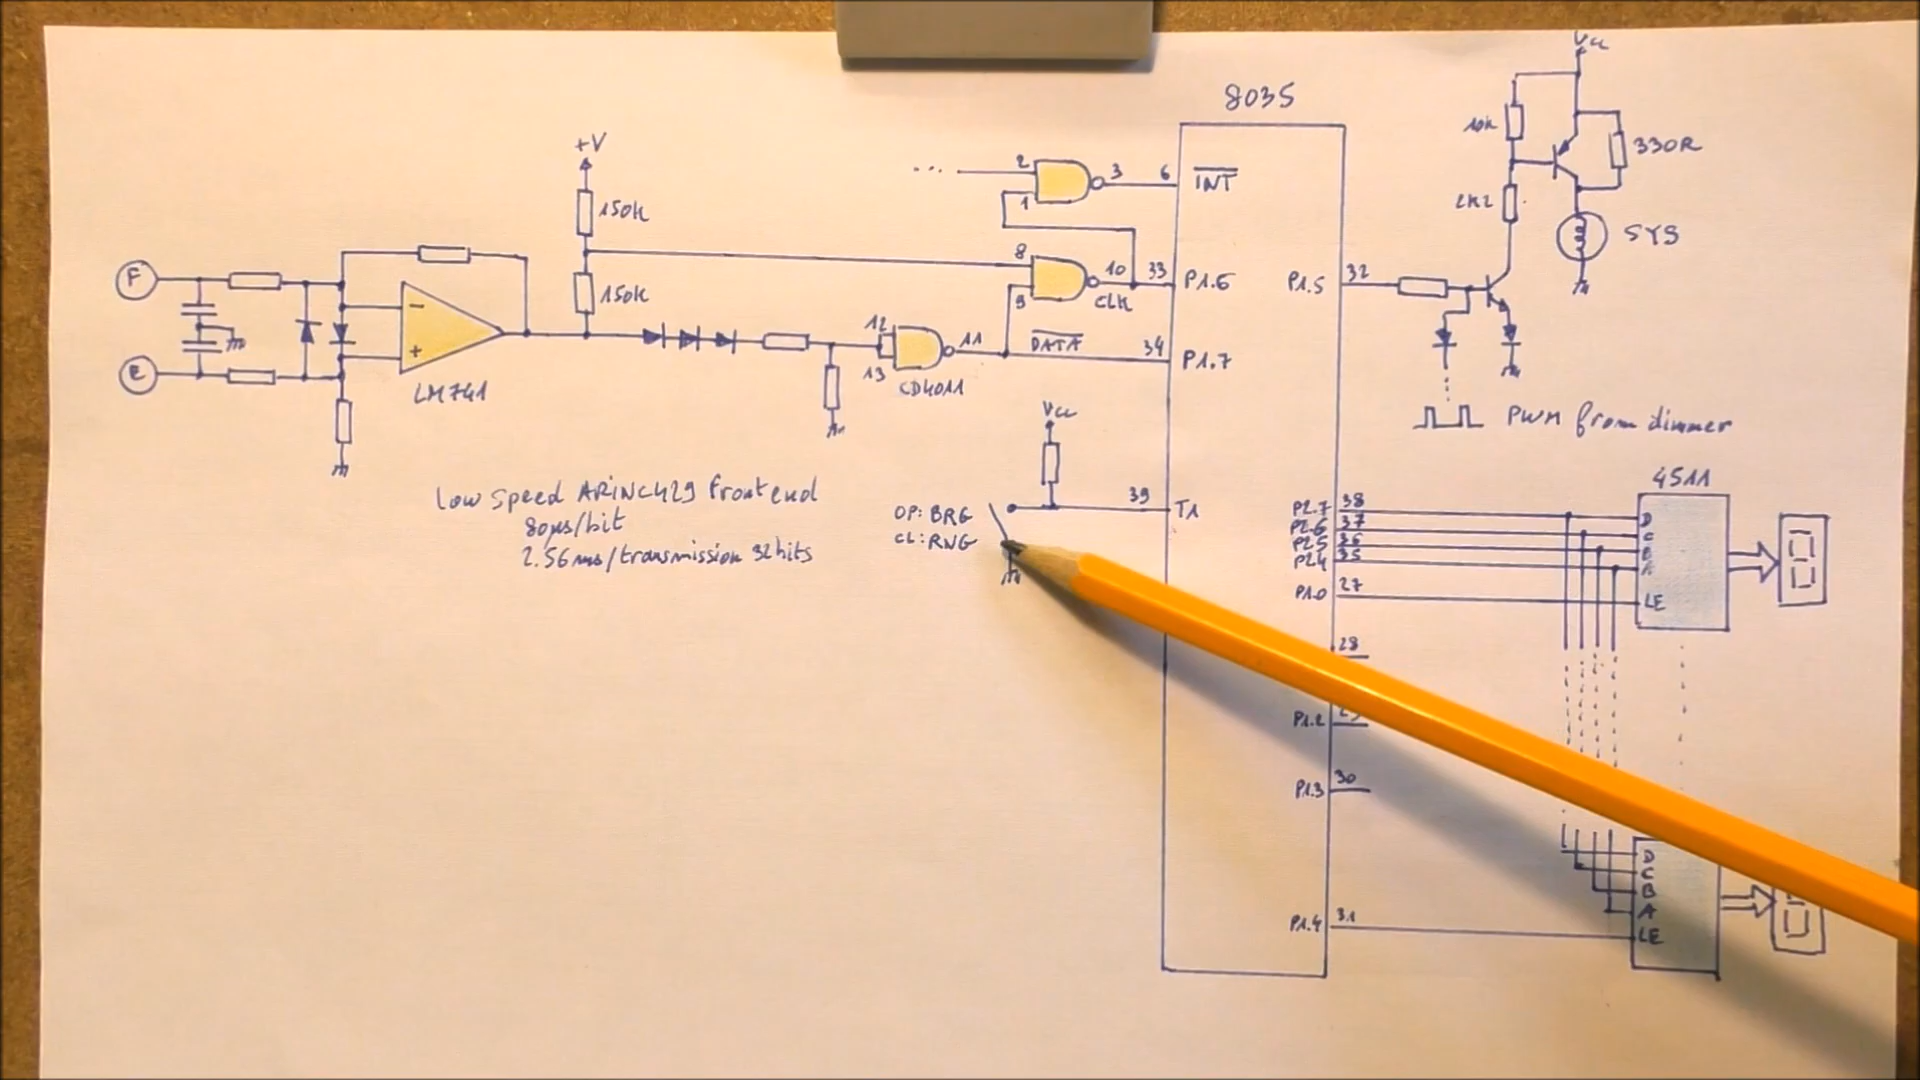 8035
Vcc
10k
330R
2k2
SYS
+V
150k
150k
...
2
1
3
6
INT
8
9
10
CLK
33
P1.6
F
E
-
+
LM741
12
13
11
CD4011
DATA
34
P1.7
P1.5
32
PWM from dimmer
Low speed ARINC429 front end
80µs/bit
2.56ms/transmission 32bits
Vcc
OP: BRG
CL: RNG
39
T1
4511
P2.7 38
P2.6 37
P2.5 36
P2.4 35
P1.0 27
D
C
B
A
LE
28
P1.2
P1.3 30
P1.4 31
D
C
B
A
LE